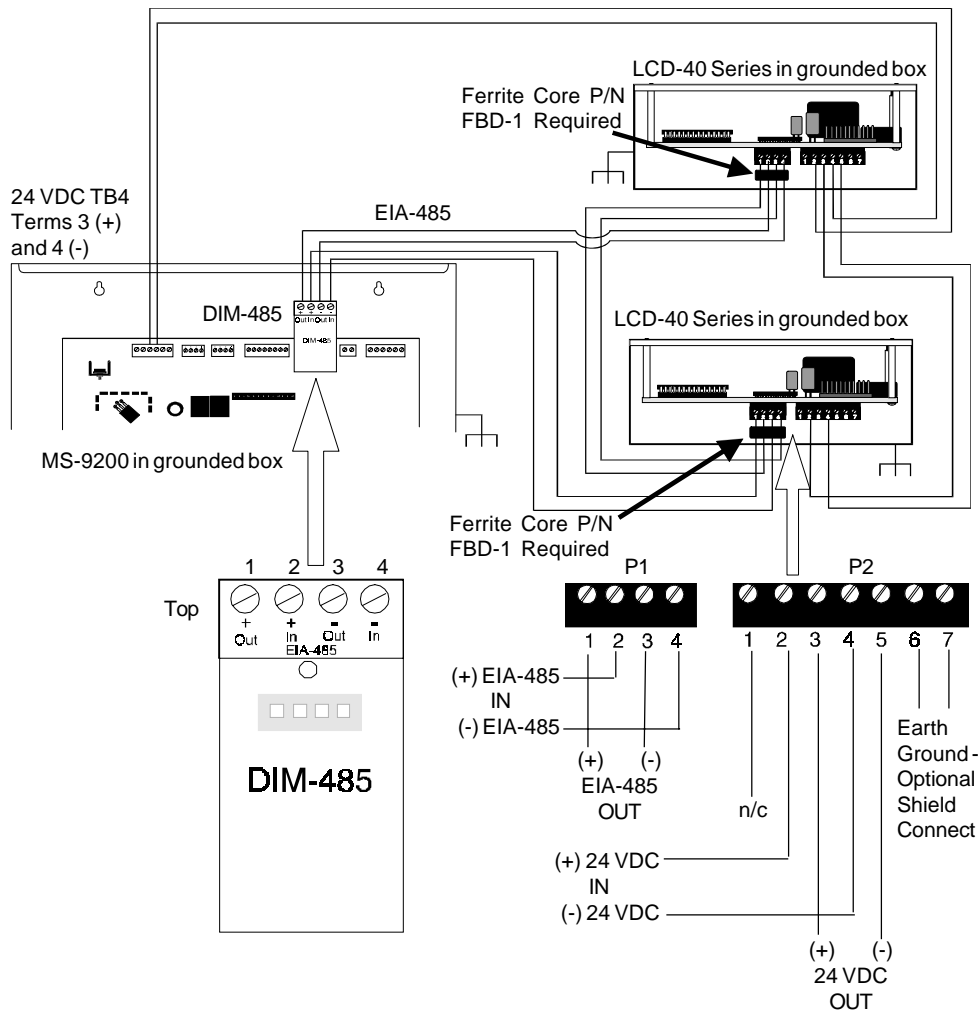 LCD-40 Series in grounded box
Ferrite Core P/N
FBD-1 Required
24 VDC TB4
Terms 3 (+)
and 4 (-)
EIA-485
DIM-485
+ + - -
Out In Out In
DIM-485
LCD-40 Series in grounded box
MS-9200 in grounded box
Ferrite Core P/N
FBD-1 Required
1 2 3 4
Top
+ + - -
Out In Out In
EIA-485
DIM-485
P1
1 2 3 4
(+) EIA-485
IN
(-) EIA-485
(+) (-)
EIA-485
OUT
P2
1 2 3 4 5 6 7
n/c
Earth
Ground -
Optional
Shield
Connect
(+) 24 VDC
IN
(-) 24 VDC
(+) (-)
24 VDC
OUT